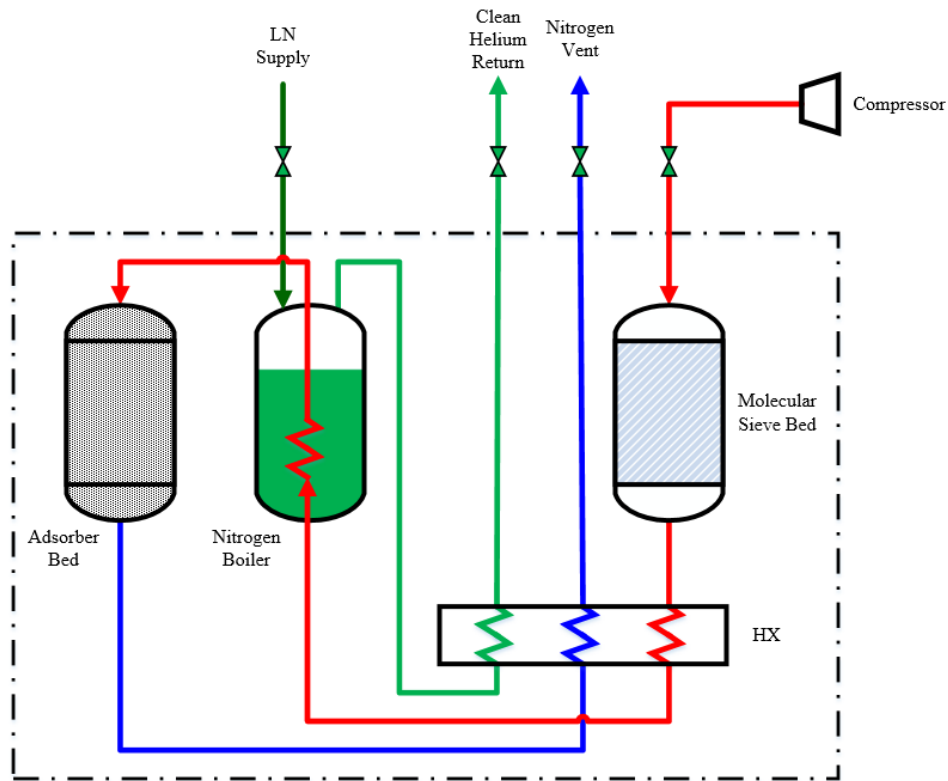 LN
Supply
Clean
Helium
Return
Nitrogen
Vent
Compressor
Molecular
Sieve Bed
Adsorber
Bed
Nitrogen
Boiler
HX